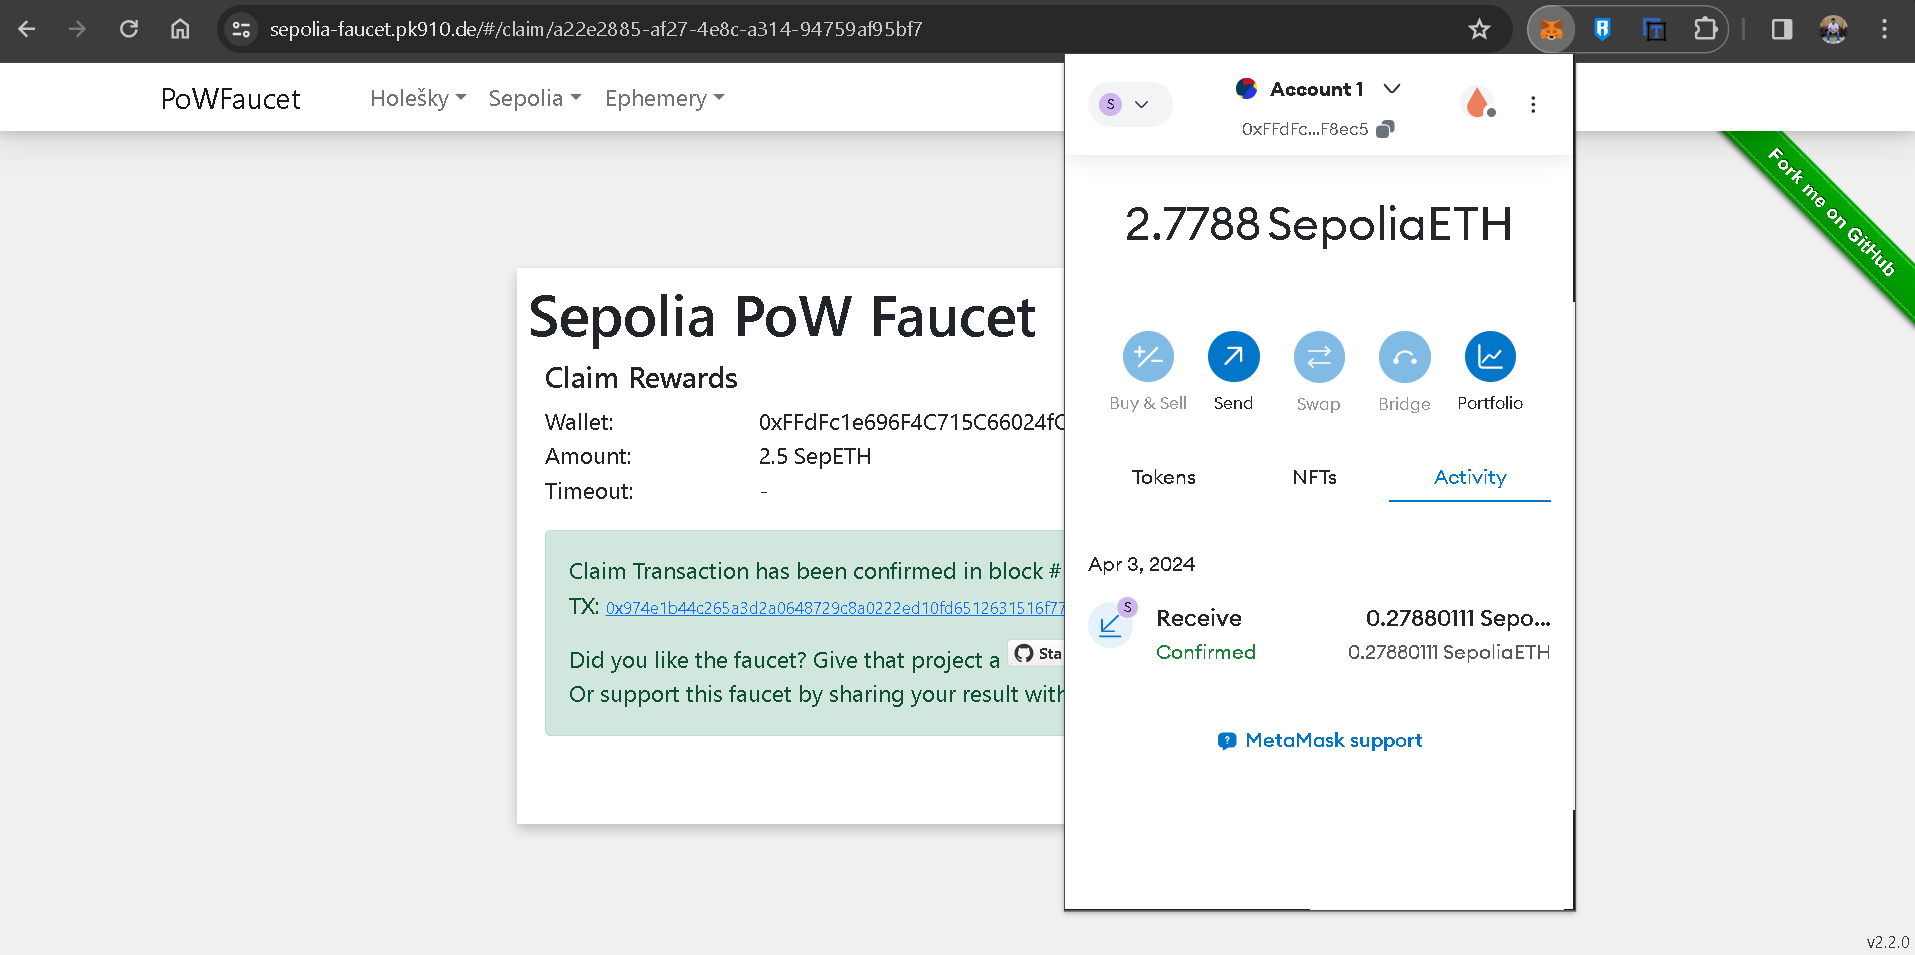 sepolia-faucet.pk910.de/#/claim/a22e2885-af27-4e8c-a314-94759af95bf7
PoWFaucet
Holešky
Sepolia
Ephemery
Fork me on GitHub
Sepolia PoW Faucet
Claim Rewards
Wallet: 0xFFdFc1e696F4C715C66024f
Amount: 2.5 SepETH
Timeout: -
Claim Transaction has been confirmed in block #
TX: 0x974e1b44c265a3d2a0648729c8a0222ed10fd6512631516f77
Did you like the faucet? Give that project a Sta
Or support this faucet by sharing your result with
S
Account 1
0xFFdFc...F8ec5
2.7788 SepoliaETH
Buy & Sell
Send
Swap
Bridge
Portfolio
Tokens
NFTs
Activity
Apr 3, 2024
S
Receive 0.27880111 Sepo...
Confirmed 0.27880111 SepoliaETH
MetaMask support
v2.2.0